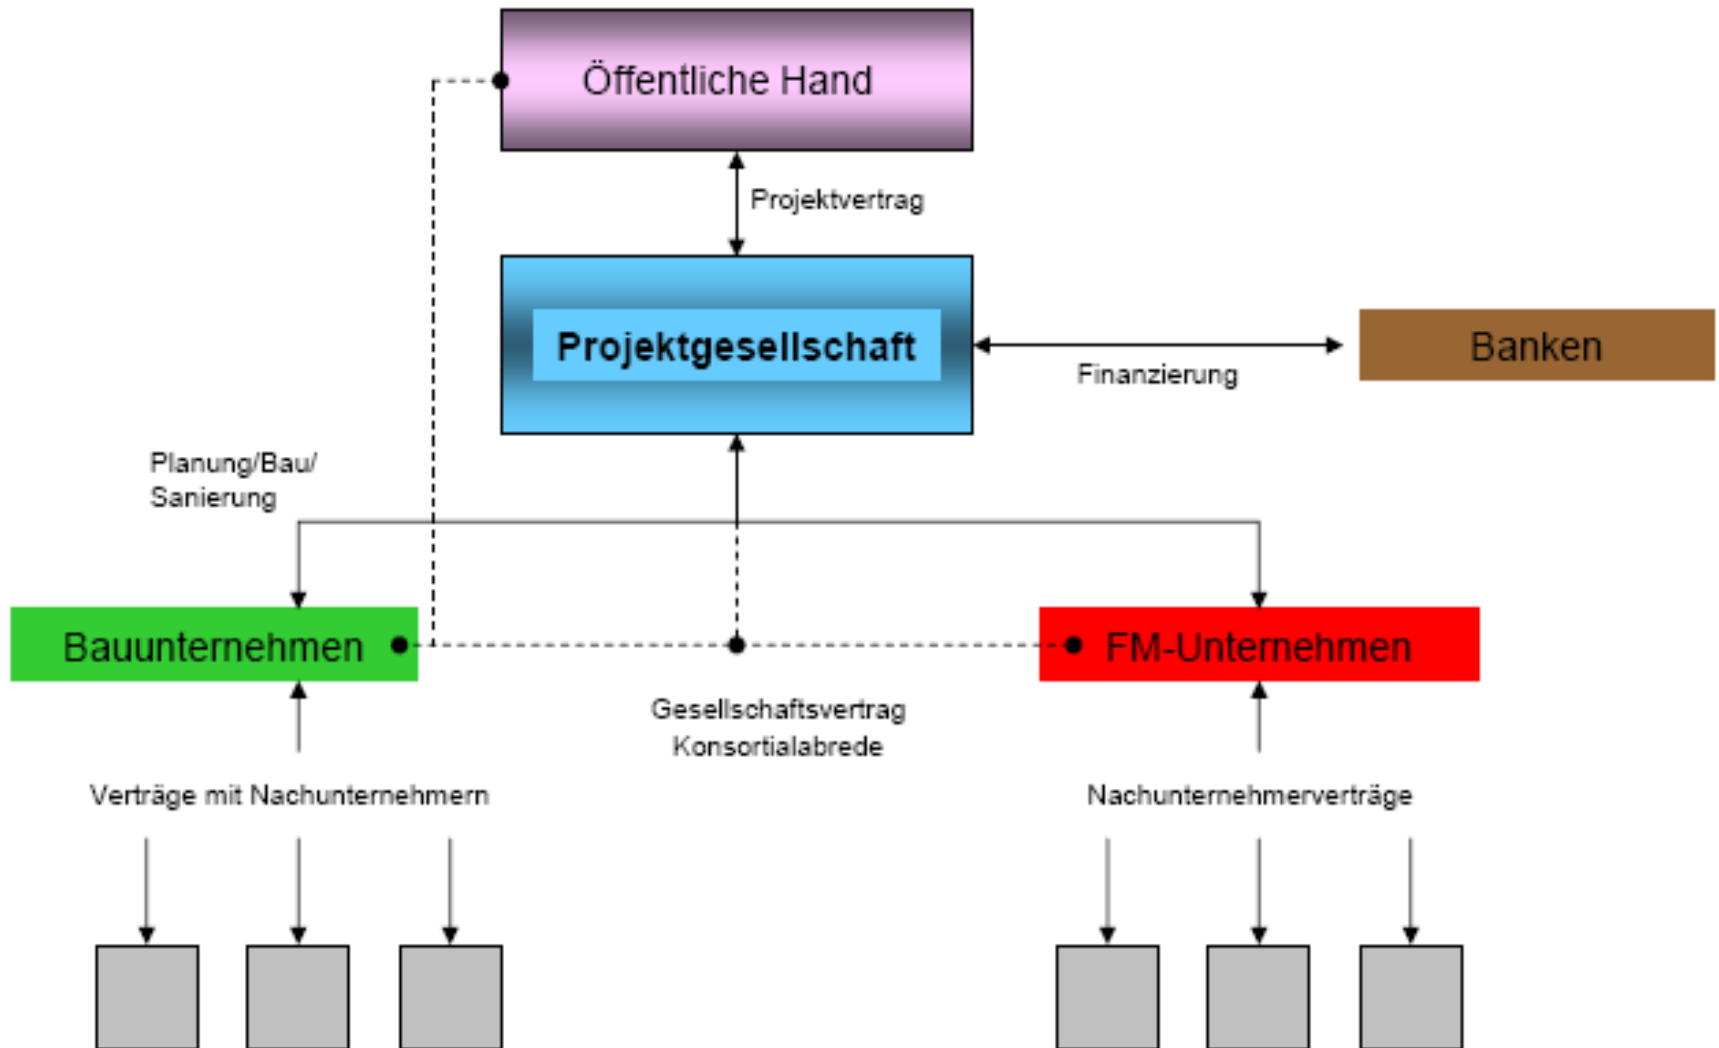 Öffentliche Hand
Projektvertrag
Projektgesellschaft
Finanzierung
Banken
Planung/Bau/
Sanierung
Bauunternehmen
FM-Unternehmen
Gesellschaftsvertrag
Konsortialabrede
Verträge mit Nachunternehmern
Nachunternehmerverträge